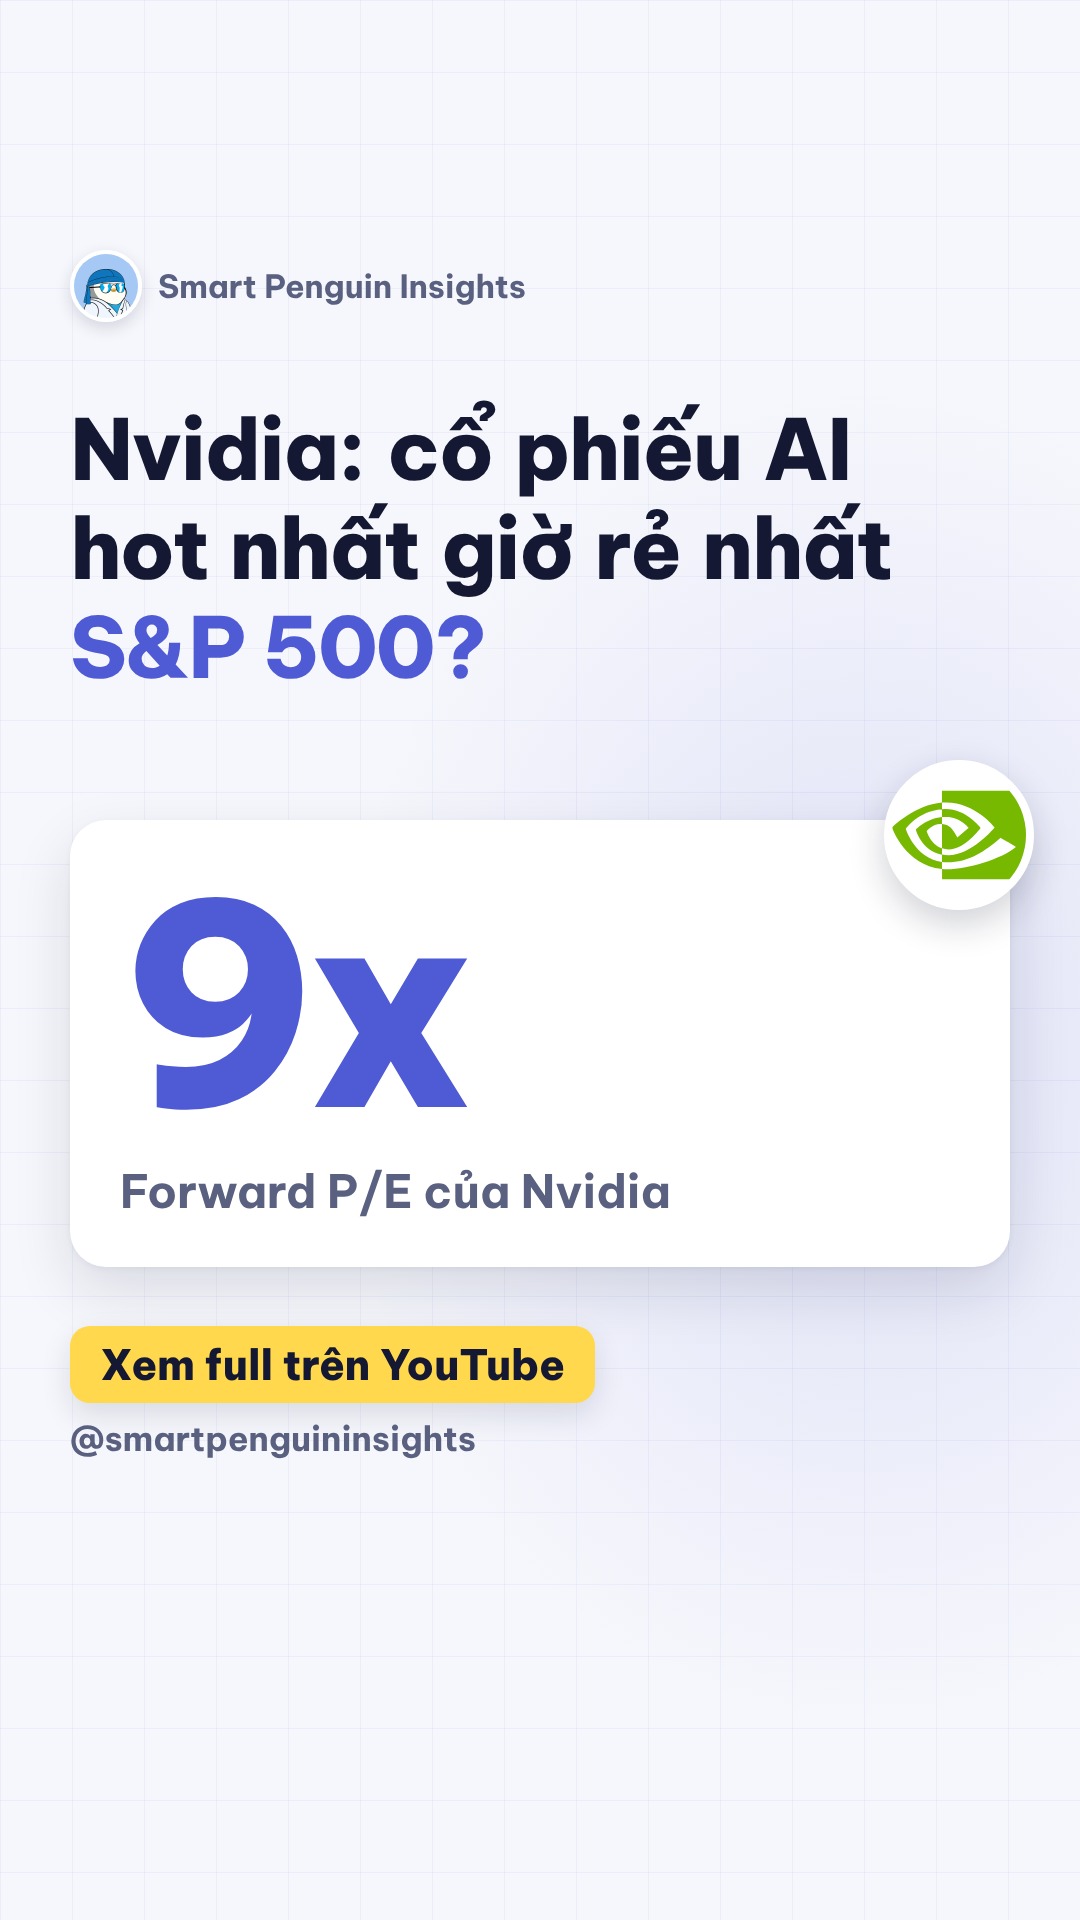 Smart Penguin Insights
Nvidia: cổ phiếu AI
hot nhất giờ rẻ nhất
S&P 500?
9x
Forward P/E của Nvidia
Xem full trên YouTube
@smartpenguininsights